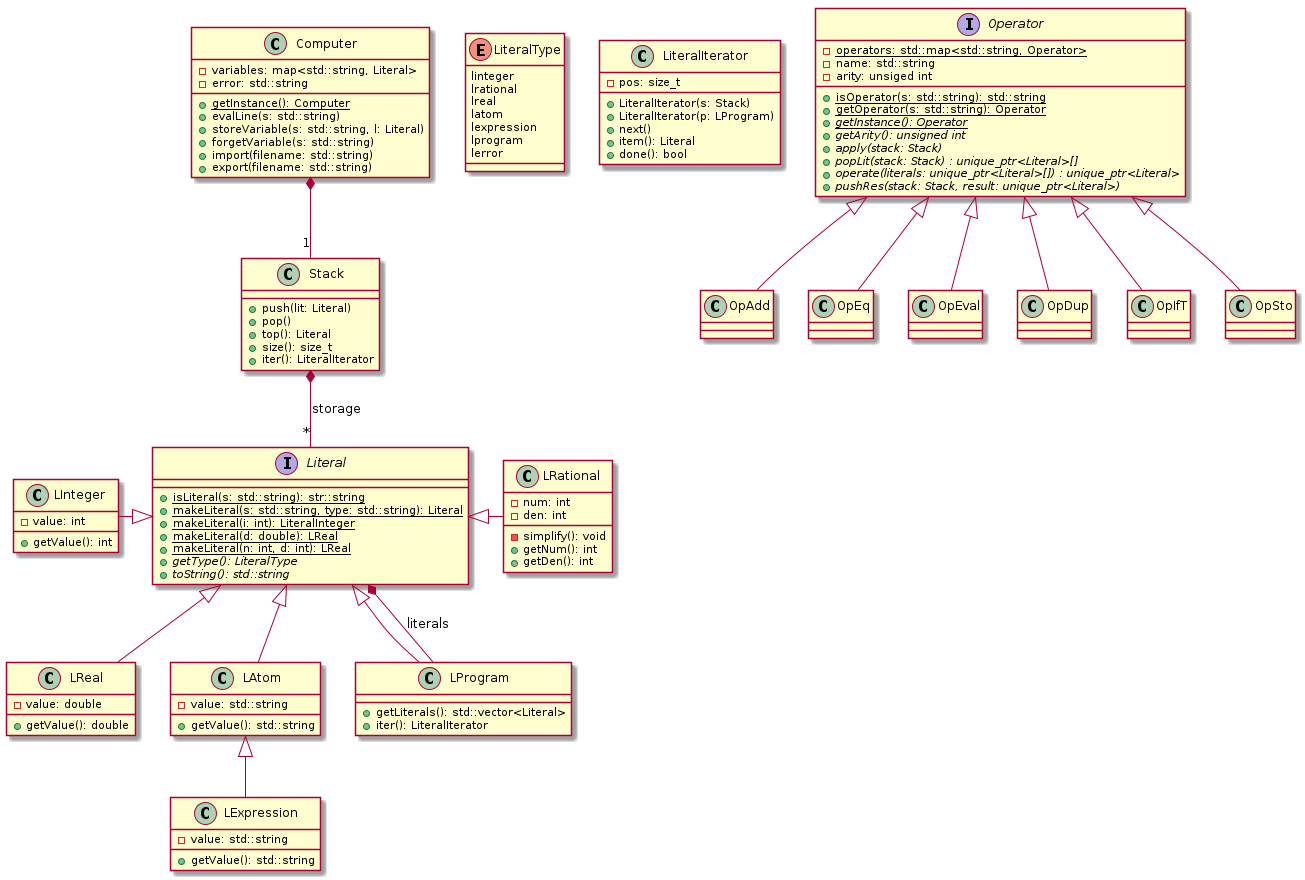 C Computer
variables: map<std::string, Literal>
error: std::string
getInstance(): Computer
evalLine(s: std::string)
storeVariable(s: std::string, l: Literal)
forgetVariable(s: std::string)
import(filename: std::string)
export(filename: std::string)
E LiteralType
linteger
lrational
lreal
latom
lexpression
lprogram
lerror
C LiteralIterator
pos: size_t
LiteralIterator(s: Stack)
LiteralIterator(p: LProgram)
next()
item(): Literal
done(): bool
I Operator
operators: std::map<std::string, Operator>
name: std::string
arity: unsiged int
isOperator(s: std::string): std::string
getOperator(s: std::string): Operator
getInstance(): Operator
getArity(): unsigned int
apply(stack: Stack)
popLit(stack: Stack) : unique_ptr<Literal>[]
operate(literals: unique_ptr<Literal>[]) : unique_ptr<Literal>
pushRes(stack: Stack, result: unique_ptr<Literal>)
1
C Stack
push(lit: Literal)
pop()
top(): Literal
size(): size_t
iter(): LiteralIterator
C OpAdd
C OpEq
C OpEval
C OpDup
C OpIfT
C OpSto
storage
*
I Literal
isLiteral(s: std::string): str::string
makeLiteral(s: std::string, type: std::string): Literal
makeLiteral(i: int): LiteralInteger
makeLiteral(d: double): LReal
makeLiteral(n: int, d: int): LReal
getType(): LiteralType
toString(): std::string
C LInteger
value: int
getValue(): int
C LRational
num: int
den: int
simplify(): void
getNum(): int
getDen(): int
literals
C LReal
value: double
getValue(): double
C LAtom
value: std::string
getValue(): std::string
C LProgram
getLiterals(): std::vector<Literal>
iter(): LiteralIterator
C LExpression
value: std::string
getValue(): std::string